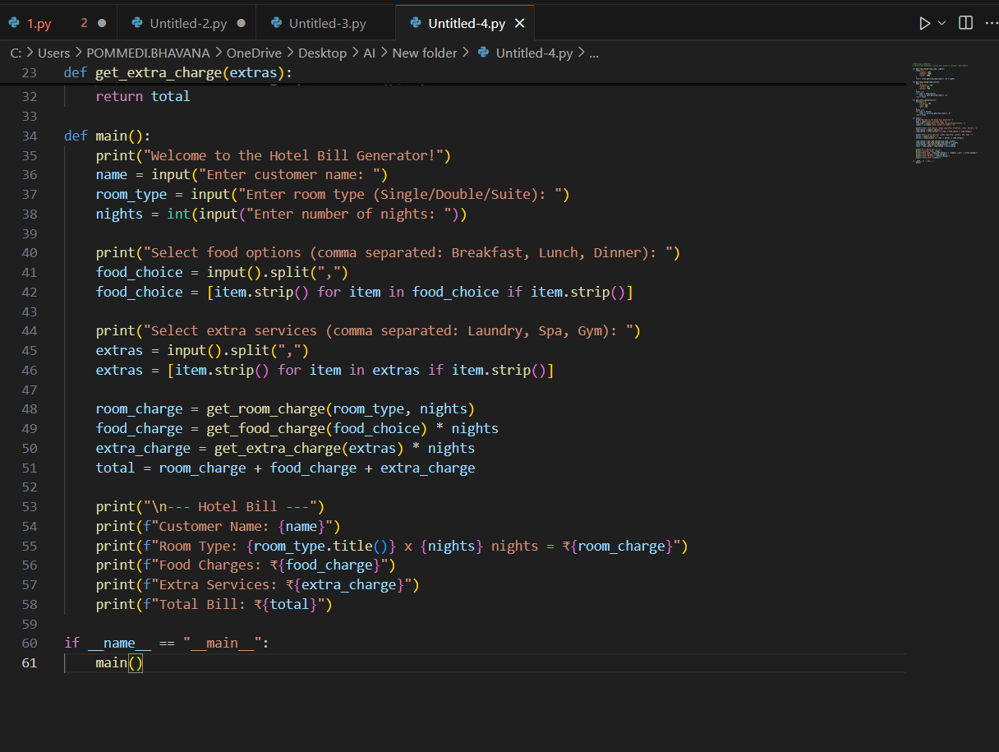 1.py 2 Untitled-2.py Untitled-3.py Untitled-4.py
C: > Users > POMMEDI.BHAVANA > OneDrive > Desktop > AI > New folder > Untitled-4.py > ...
23 def get_extra_charge(extras):
32     return total
33
34 def main():
35     print("Welcome to the Hotel Bill Generator!")
36     name = input("Enter customer name: ")
37     room_type = input("Enter room type (Single/Double/Suite): ")
38     nights = int(input("Enter number of nights: "))
39
40     print("Select food options (comma separated: Breakfast, Lunch, Dinner): ")
41     food_choice = input().split(",")
42     food_choice = [item.strip() for item in food_choice if item.strip()]
43
44     print("Select extra services (comma separated: Laundry, Spa, Gym): ")
45     extras = input().split(",")
46     extras = [item.strip() for item in extras if item.strip()]
47
48     room_charge = get_room_charge(room_type, nights)
49     food_charge = get_food_charge(food_choice) * nights
50     extra_charge = get_extra_charge(extras) * nights
51     total = room_charge + food_charge + extra_charge
52
53     print("\n--- Hotel Bill ---")
54     print(f"Customer Name: {name}")
55     print(f"Room Type: {room_type.title()} x {nights} nights = ₹{room_charge}")
56     print(f"Food Charges: ₹{food_charge}")
57     print(f"Extra Services: ₹{extra_charge}")
58     print(f"Total Bill: ₹{total}")
59
60 if __name__ == "__main__":
61     main()